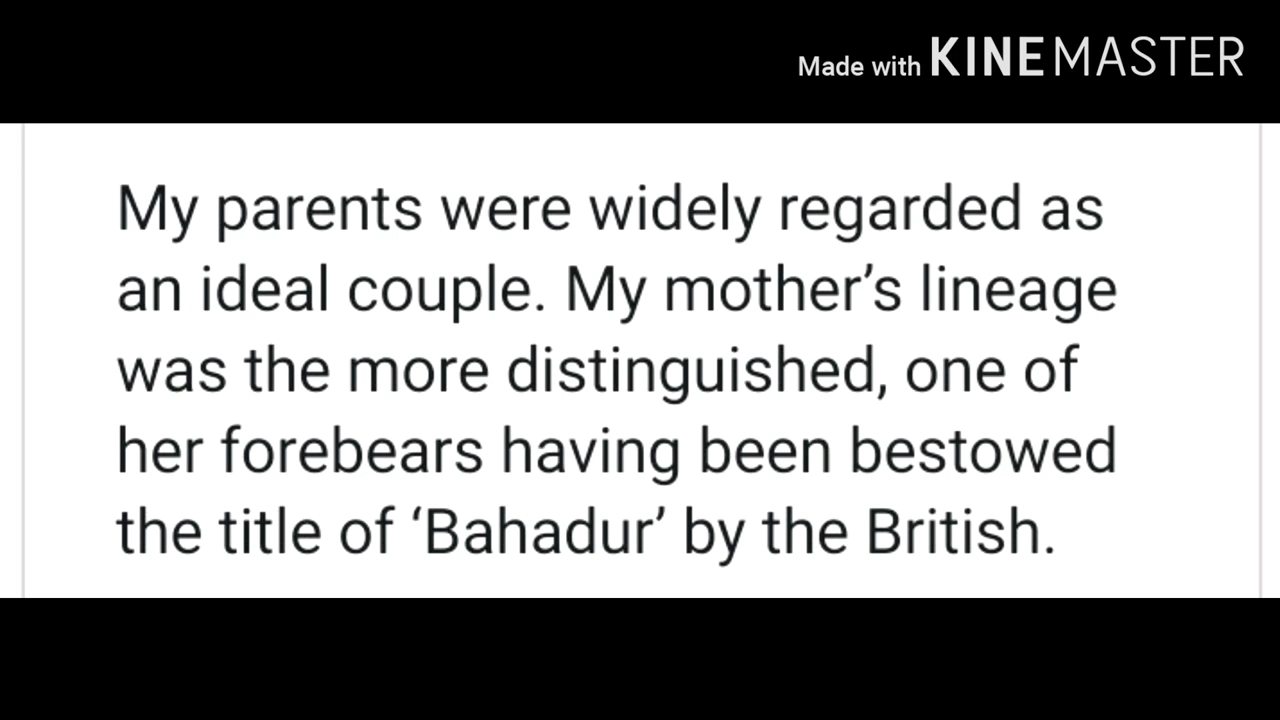 Made with KINEMASTER
My parents were widely regarded as
an ideal couple. My mother’s lineage
was the more distinguished, one of
her forebears having been bestowed
the title of ‘Bahadur’ by the British.